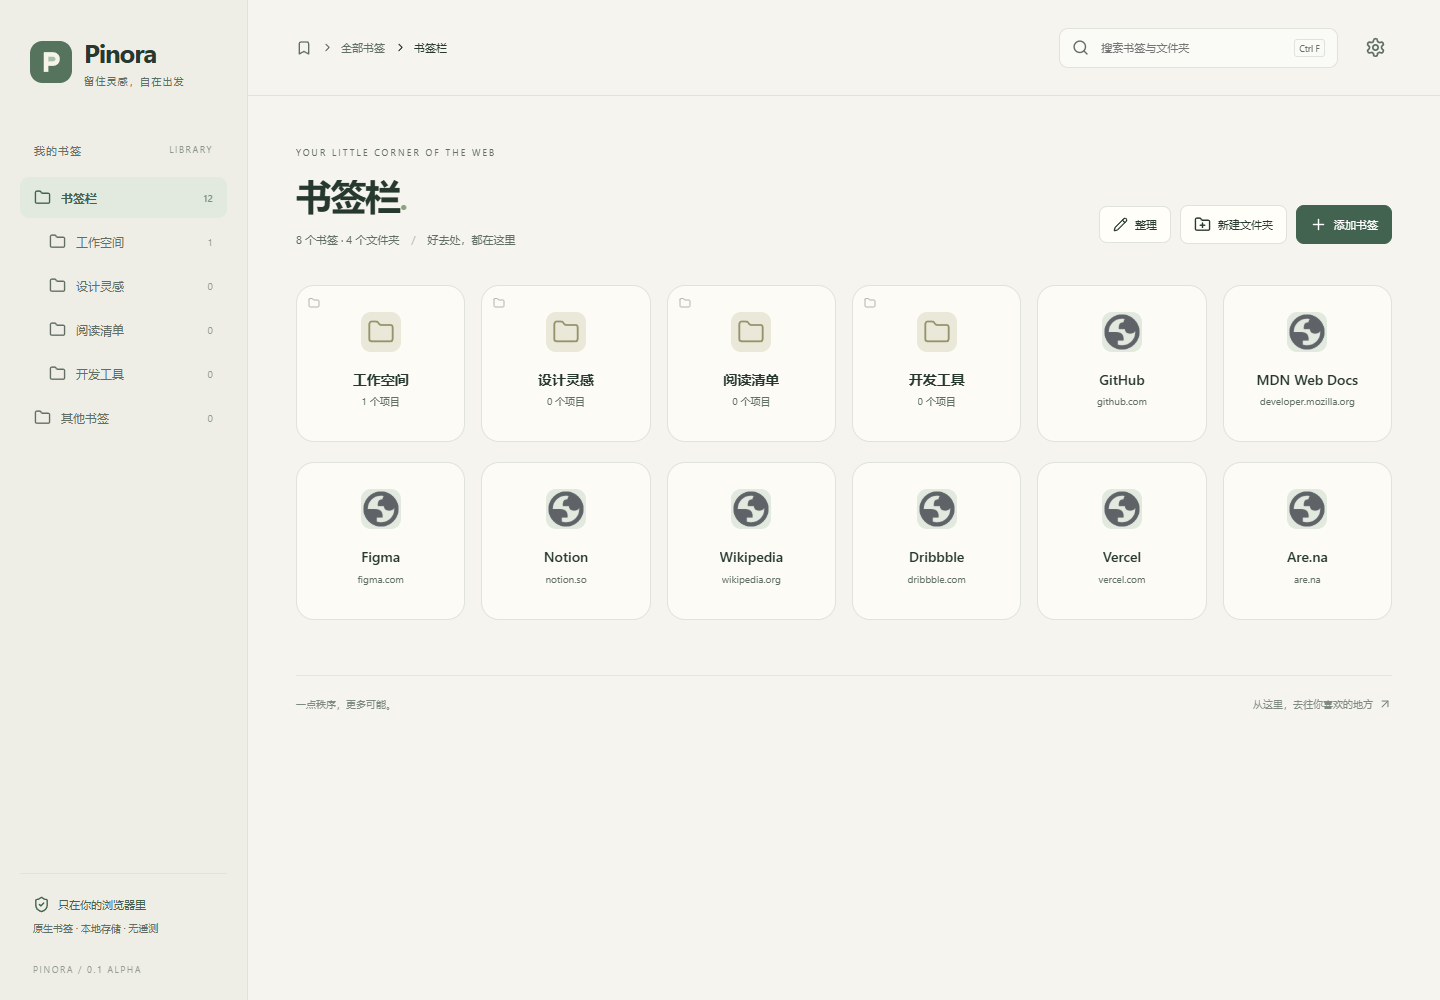 P
Pinora
留住灵感，自在出发
我的书签 LIBRARY
书签栏 12
工作空间 1
设计灵感 0
阅读清单 0
开发工具 0
其他书签 0
只在你的浏览器里
原生书签 · 本地存储 · 无遥测
PINORA / 0.1 ALPHA
全部书签 书签栏
搜索书签与文件夹 Ctrl F
YOUR LITTLE CORNER OF THE WEB
书签栏.
8 个书签 · 4 个文件夹 / 好去处，都在这里
整理 新建文件夹 添加书签
工作空间
1 个项目
设计灵感
0 个项目
阅读清单
0 个项目
开发工具
0 个项目
GitHub
github.com
MDN Web Docs
developer.mozilla.org
Figma
figma.com
Notion
notion.so
Wikipedia
wikipedia.org
Dribbble
dribbble.com
Vercel
vercel.com
Are.na
are.na
一点秩序，更多可能。
从这里，去往你喜欢的地方